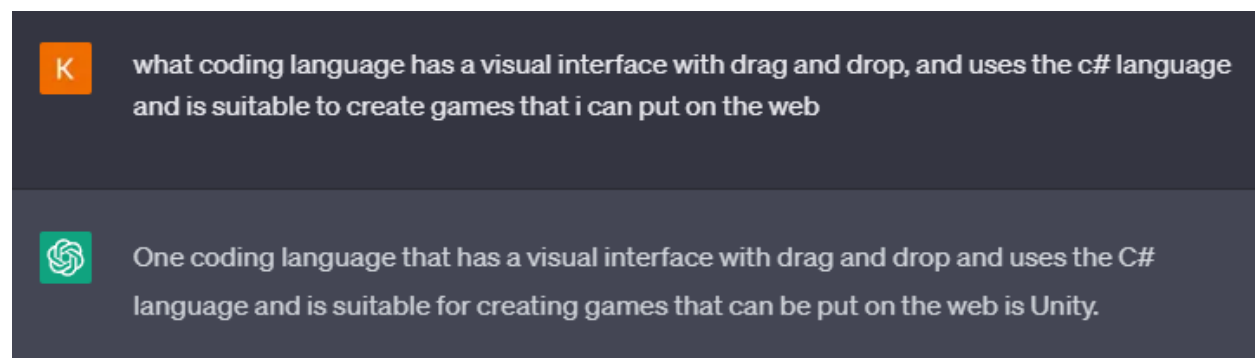 K
what coding language has a visual interface with drag and drop, and uses the c# language
and is suitable to create games that i can put on the web
One coding language that has a visual interface with drag and drop and uses the C#
language and is suitable for creating games that can be put on the web is Unity.